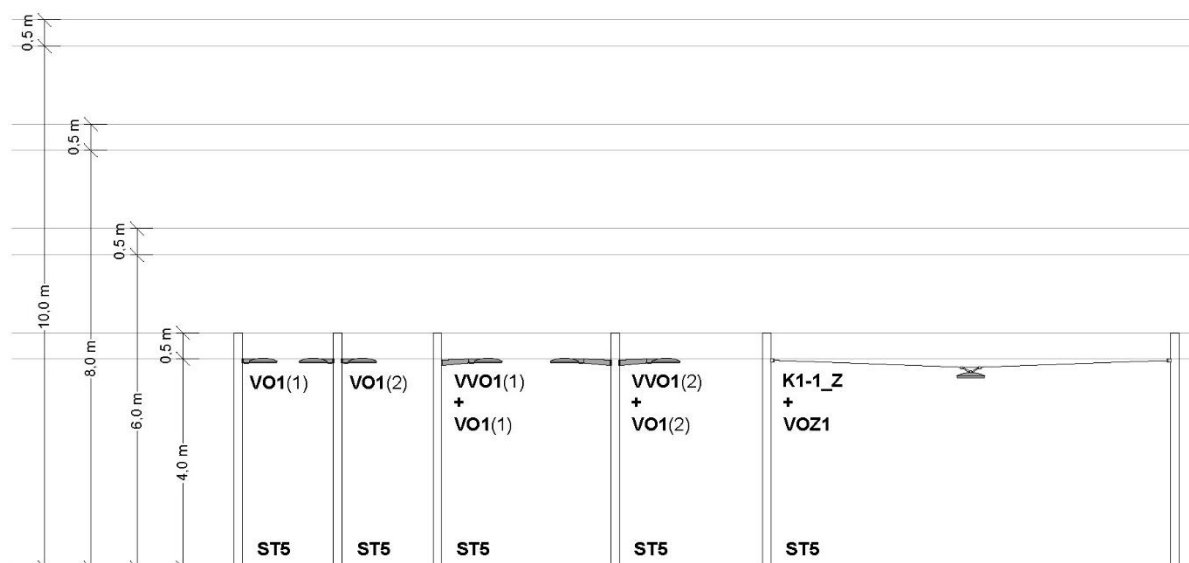 0,5 m
0,5 m
0,5 m
10,0 m
0,5 m
8,0 m
VO1(1)
VO1(2)
VVO1(1)
+
VO1(1)
VVO1(2)
+
VO1(2)
K1-1_Z
+
VOZ1
6,0 m
4,0 m
ST5
ST5
ST5
ST5
ST5